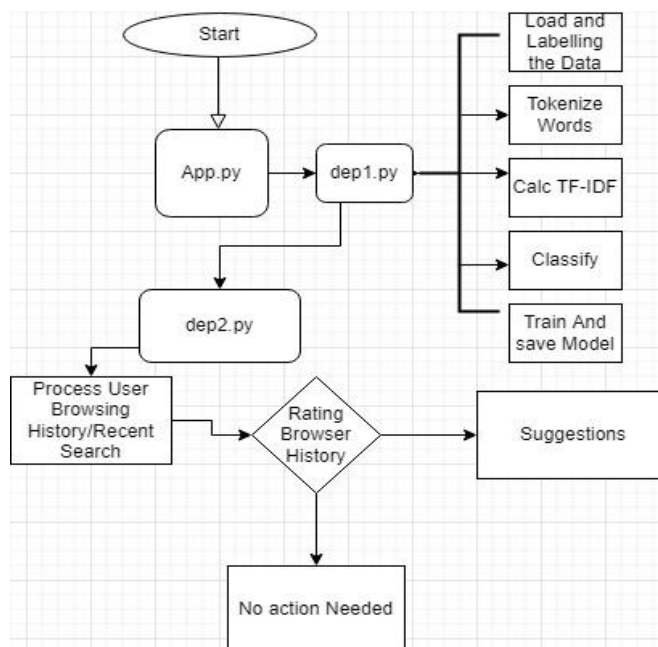 Start
App.py
dep1.py
Load and
Labelling
the Data
Tokenize
Words
Calc TF-IDF
Classify
Train And
save Model
dep2.py
Process User
Browsing
History/Recent
Search
Rating
Browser
History
Suggestions
No action Needed